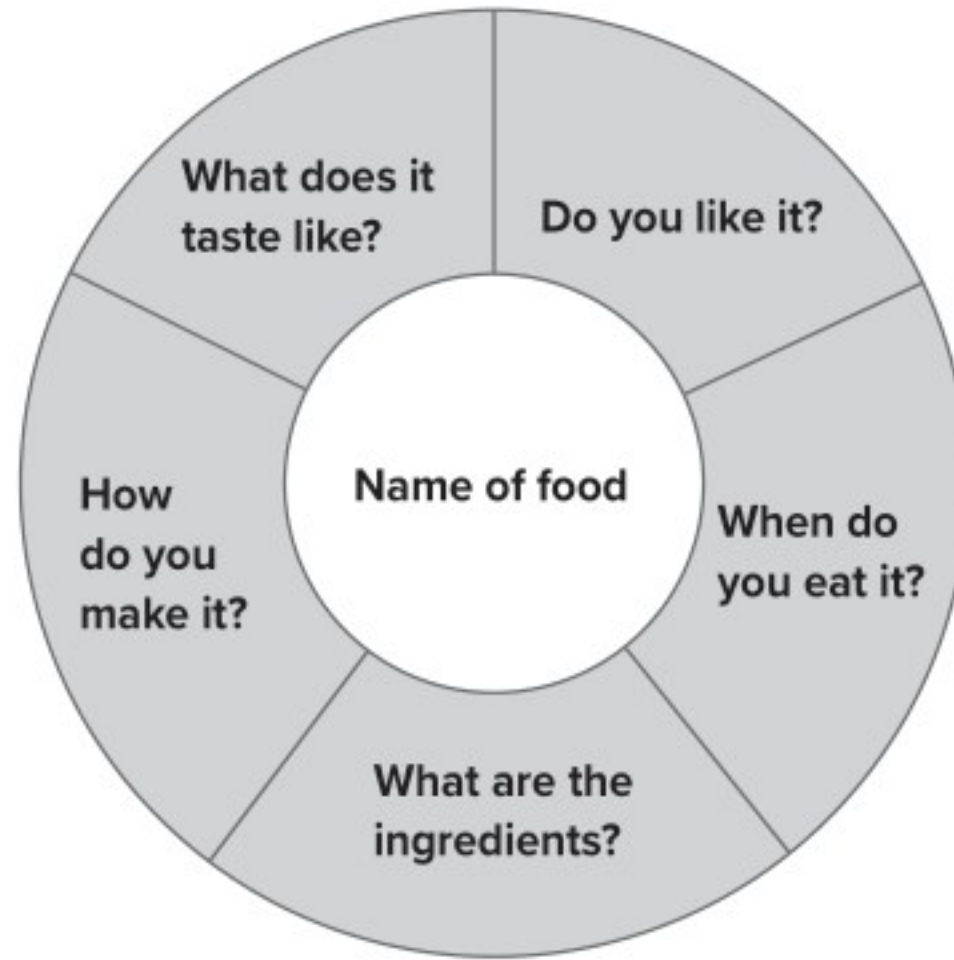 What does it
taste like?
Do you like it?
How
do you
make it?
Name of food
When do
you eat it?
What are the
ingredients?